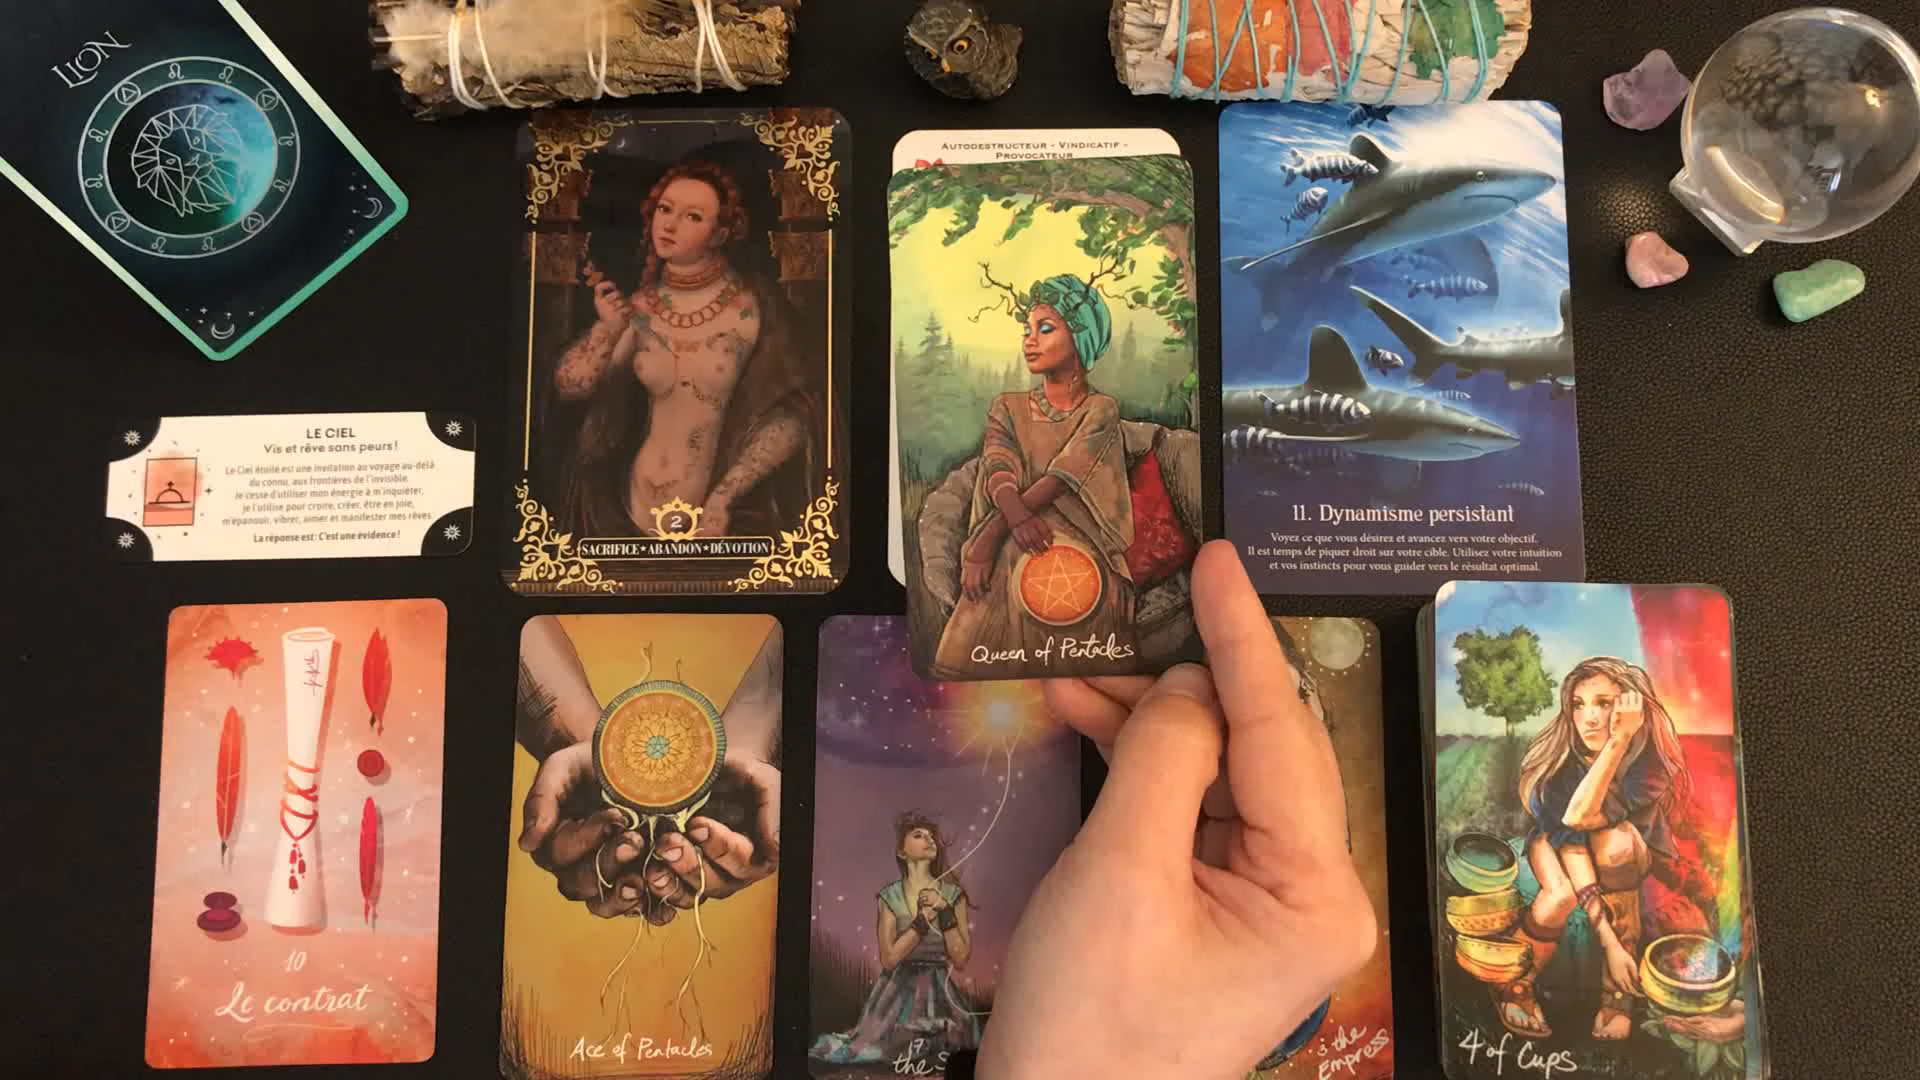 LION
AUTODESTRUCTEUR - VINDICATIF -
PROVOCATEUR
2
SACRIFICE★ABANDON★DÉVOTION
Queen of Pentacles
11. Dynamisme persistant
Voyez ce que vous désirez et avancez vers votre objectif.
Il est temps de piquer droit sur votre cible. Utilisez votre intuition
et vos instincts pour vous guider vers le résultat optimal.
LE CIEL
Vis et rêve sans peurs!
Le Ciel étoilé est une invitation au voyage au-delà
du connu, aux frontières de l'invisible.
Je cesse d'utiliser mon énergie à m'inquiéter,
je l'utilise pour croire, créer, être en joie,
m'épanouir, vibrer, aimer et manifester mes rêves.
La réponse est: C'est une évidence!
10
Le contrat
Ace of Pentacles
17
the S
3 the
Empress
4 of Cups